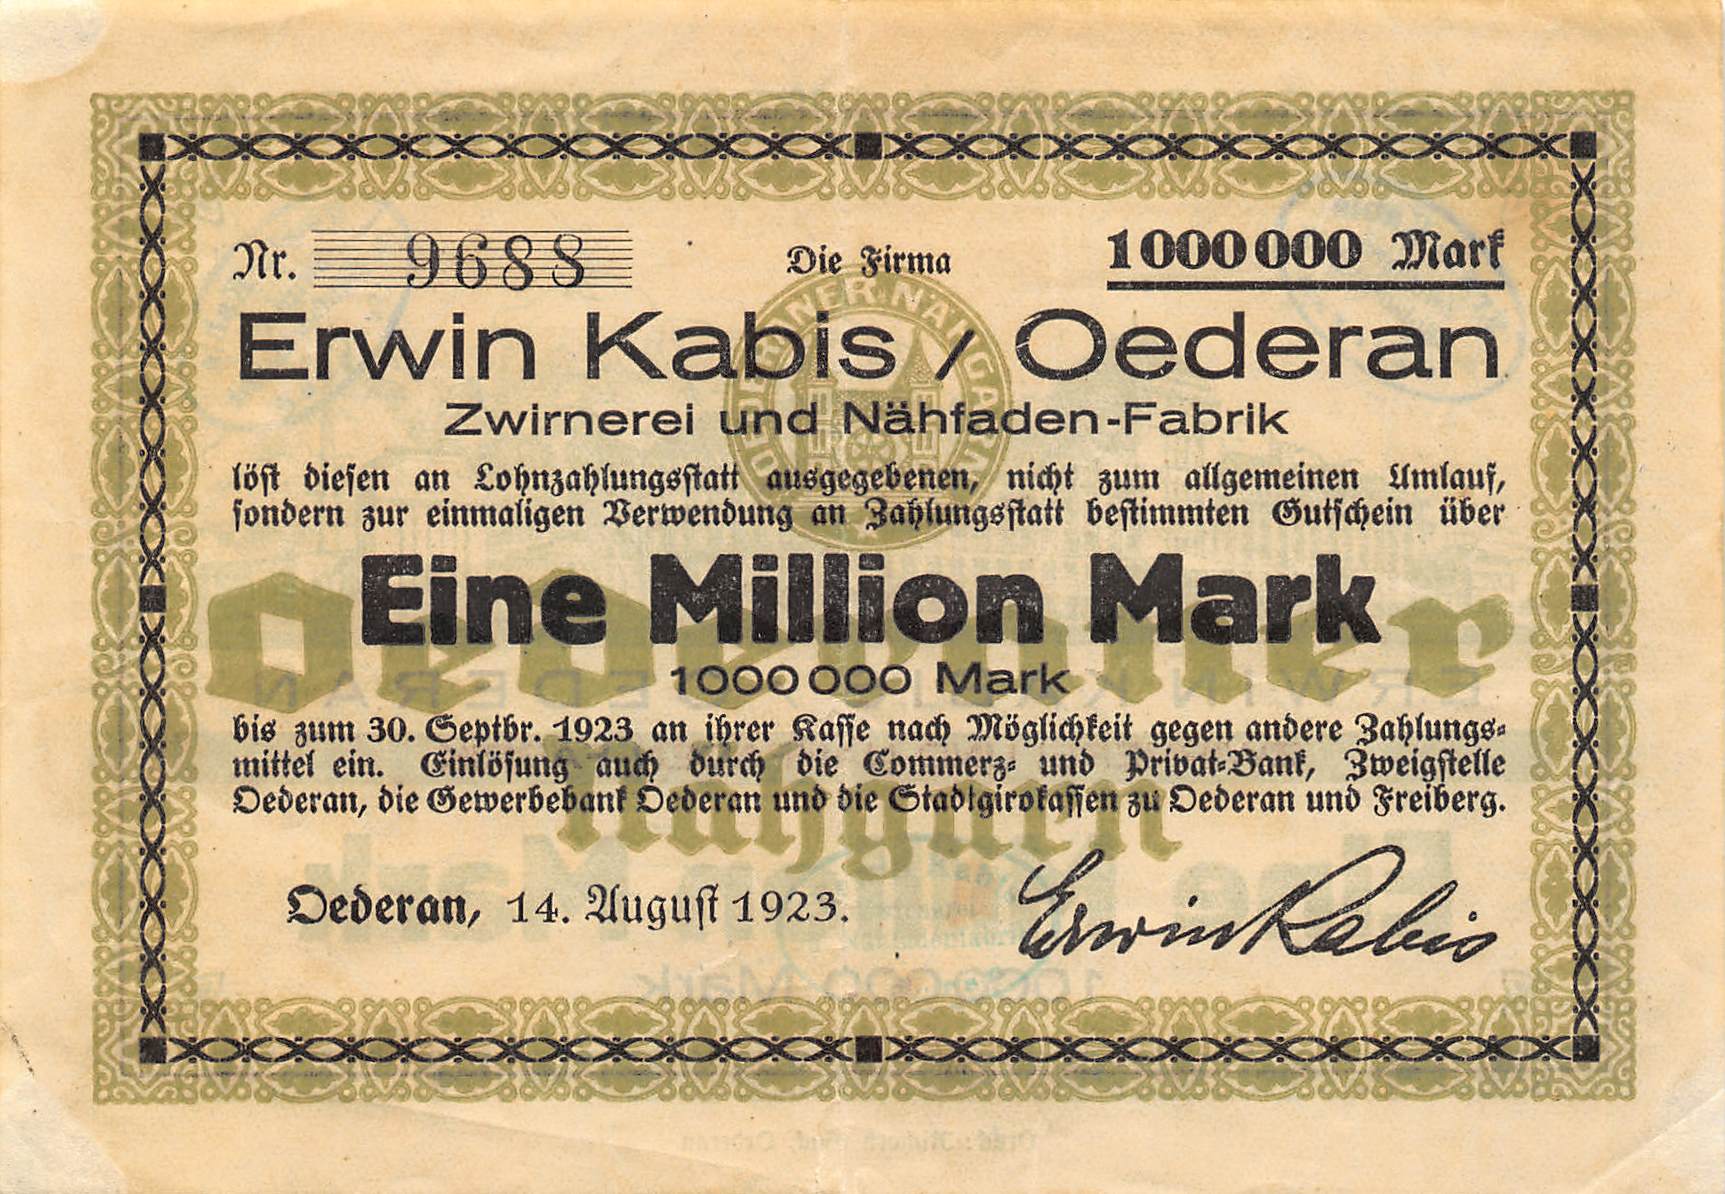 Nr. 9688
Die Firma
1000000 Mark
Erwin Kabis / Oederan
Zwirnerei und Nähfaden-Fabrik
löst diesen an Lohnzahlungsstatt ausgegebenen, nicht zum allgemeinen Umlauf,
sondern zur einmaligen Verwendung an Zahlungsstatt bestimmten Gutschein über
Eine Million Mark
1000000 Mark
bis zum 30. Septbr. 1923 an ihrer Kasse nach Möglichkeit gegen andere Zahlungs-
mittel ein. Einlösung auch durch die Commerz- und Privat-Bank, Zweigstelle
Oederan, die Gewerbebank Oederan und die Stadtgirokassen zu Oederan und Freiberg.
Oederan, 14. August 1923.
Erwin Kabis
OEDERANER NÄHGARN
Oederaner
Nähgarn